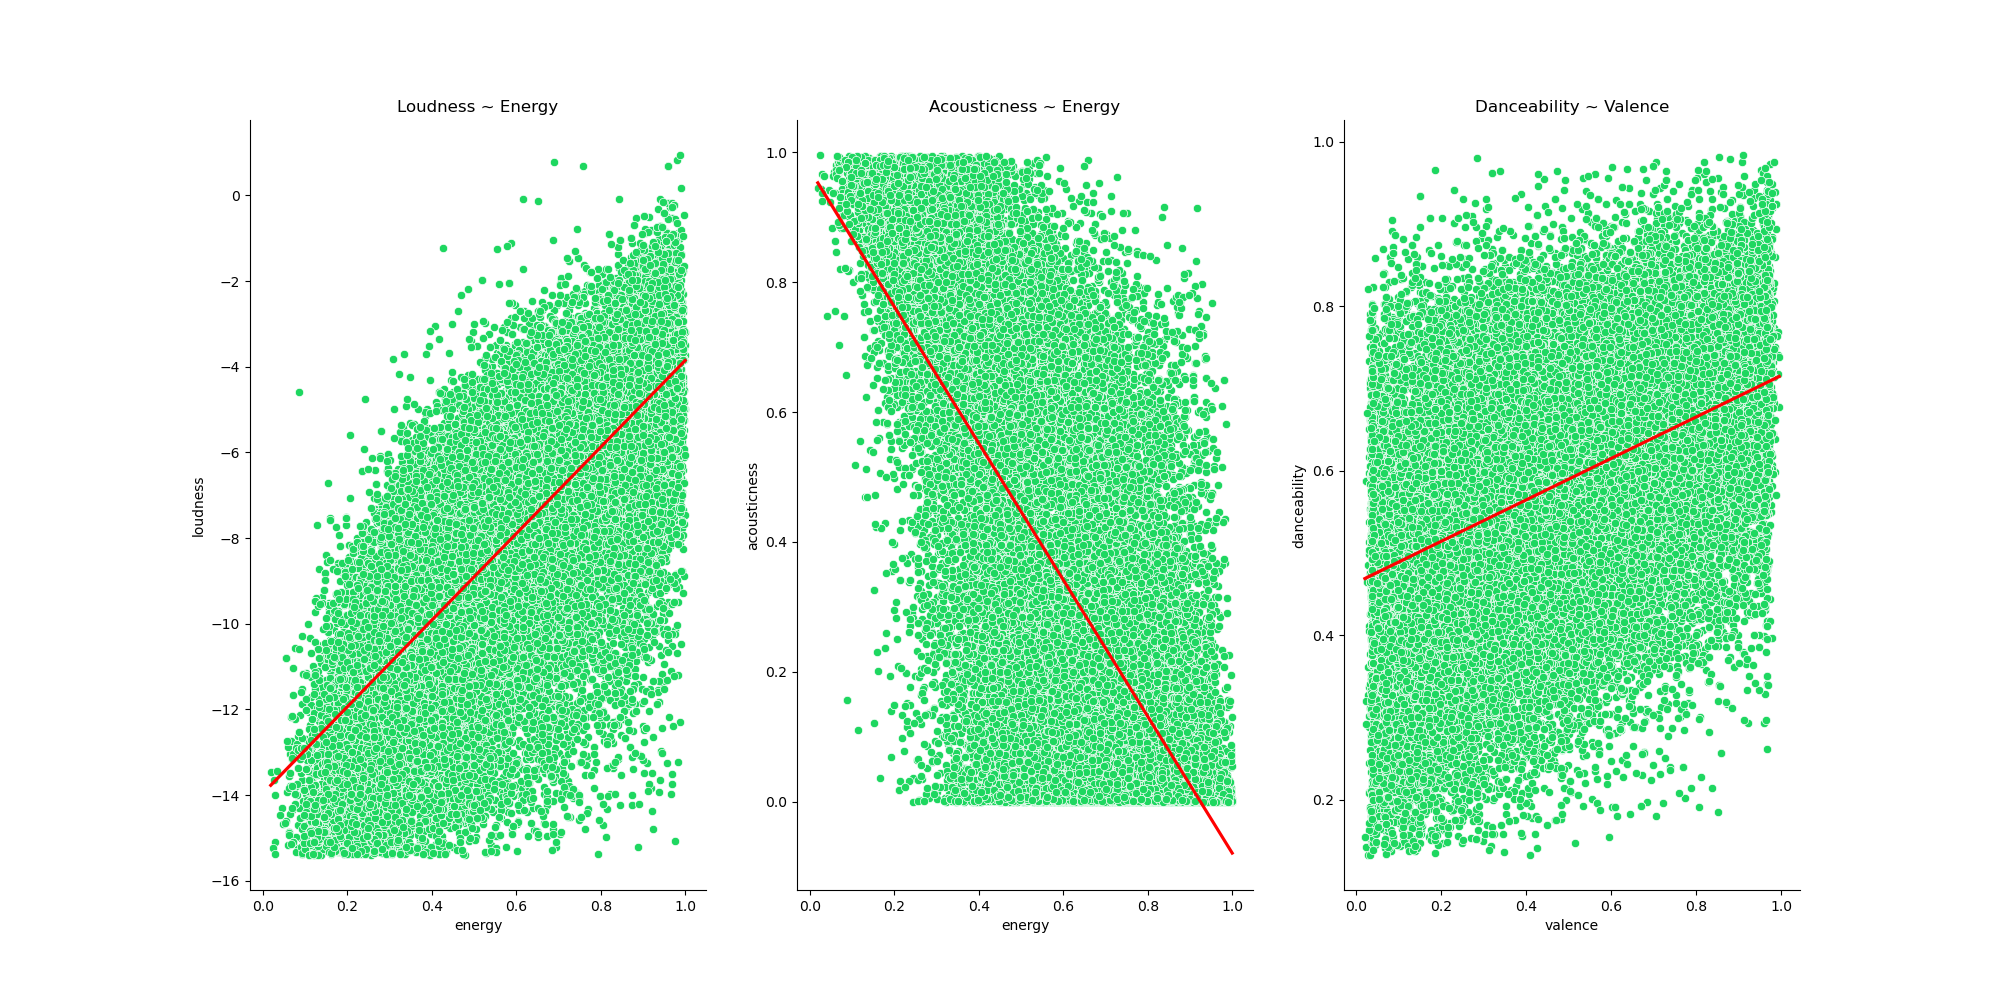 Loudness ~ Energy
loudness
0
−2
−4
−6
−8
−10
−12
−14
−16
0.0 0.2 0.4 0.6 0.8 1.0
energy
Acousticness ~ Energy
acousticness
1.0
0.8
0.6
0.4
0.2
0.0
0.0 0.2 0.4 0.6 0.8 1.0
energy
Danceability ~ Valence
danceability
1.0
0.8
0.6
0.4
0.2
0.0 0.2 0.4 0.6 0.8 1.0
valence